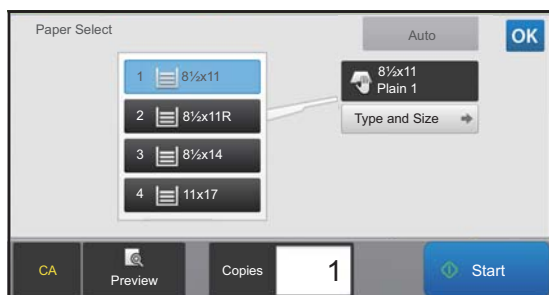 Paper Select
Auto
OK
1 8½x11
2 8½x11R
3 8½x14
4 11x17
8½x11
Plain 1
Type and Size
CA
Preview
Copies
1
Start